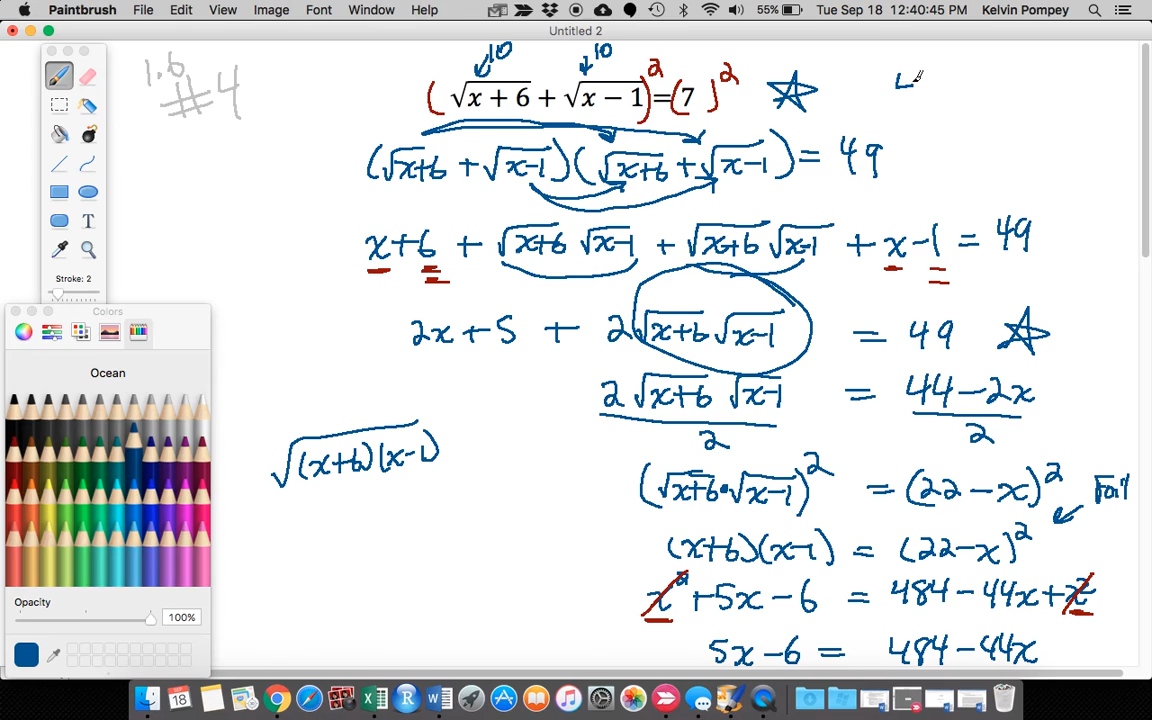 Paintbrush File Edit View Image Font Window Help 55% Tue Sep 18 12:40:45 Kelvin Pompey
Untitled 2
1.6
#4
10 10
(√x + 6 + √x − 1)² = (7)² ☆
(√x+6 + √x-1)(√x+6 + √x-1) = 49
x+6 + √x+6 √x-1 + √x+6 √x-1 + x-1 = 49
2x+5 + 2√x+6 √x-1 = 49 ☆
2√x+6 √x-1 = 44-2x
2 2
√(x+6)(x-1)
(√x+6 • √x-1)² = (22-x)² Foil
(x+6)(x-1) = (22-x)²
x² +5x-6 = 484-44x+x²
5x-6 = 484-44x
Stroke: 2
Colors
Ocean
Opacity
100%